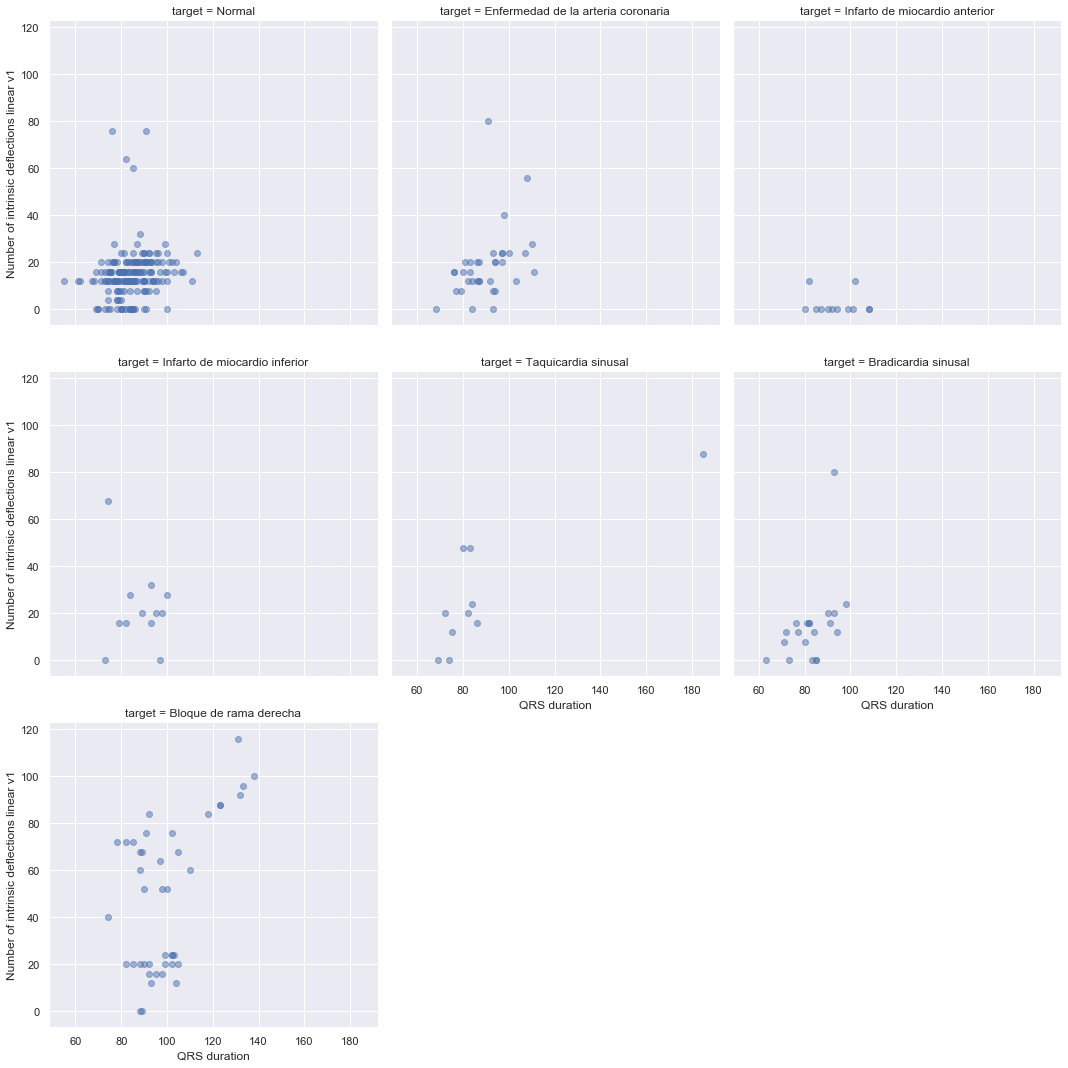 target = Normal
target = Enfermedad de la arteria coronaria
target = Infarto de miocardio anterior
120
100
80
60
40
20
0
Number of intrinsic deflections linear v1
target = Infarto de miocardio inferior
target = Taquicardia sinusal
target = Bradicardia sinusal
120
100
80
60
40
20
0
Number of intrinsic deflections linear v1
60 80 100 120 140 160 180
QRS duration
60 80 100 120 140 160 180
QRS duration
target = Bloque de rama derecha
120
100
80
60
40
20
0
Number of intrinsic deflections linear v1
60 80 100 120 140 160 180
QRS duration